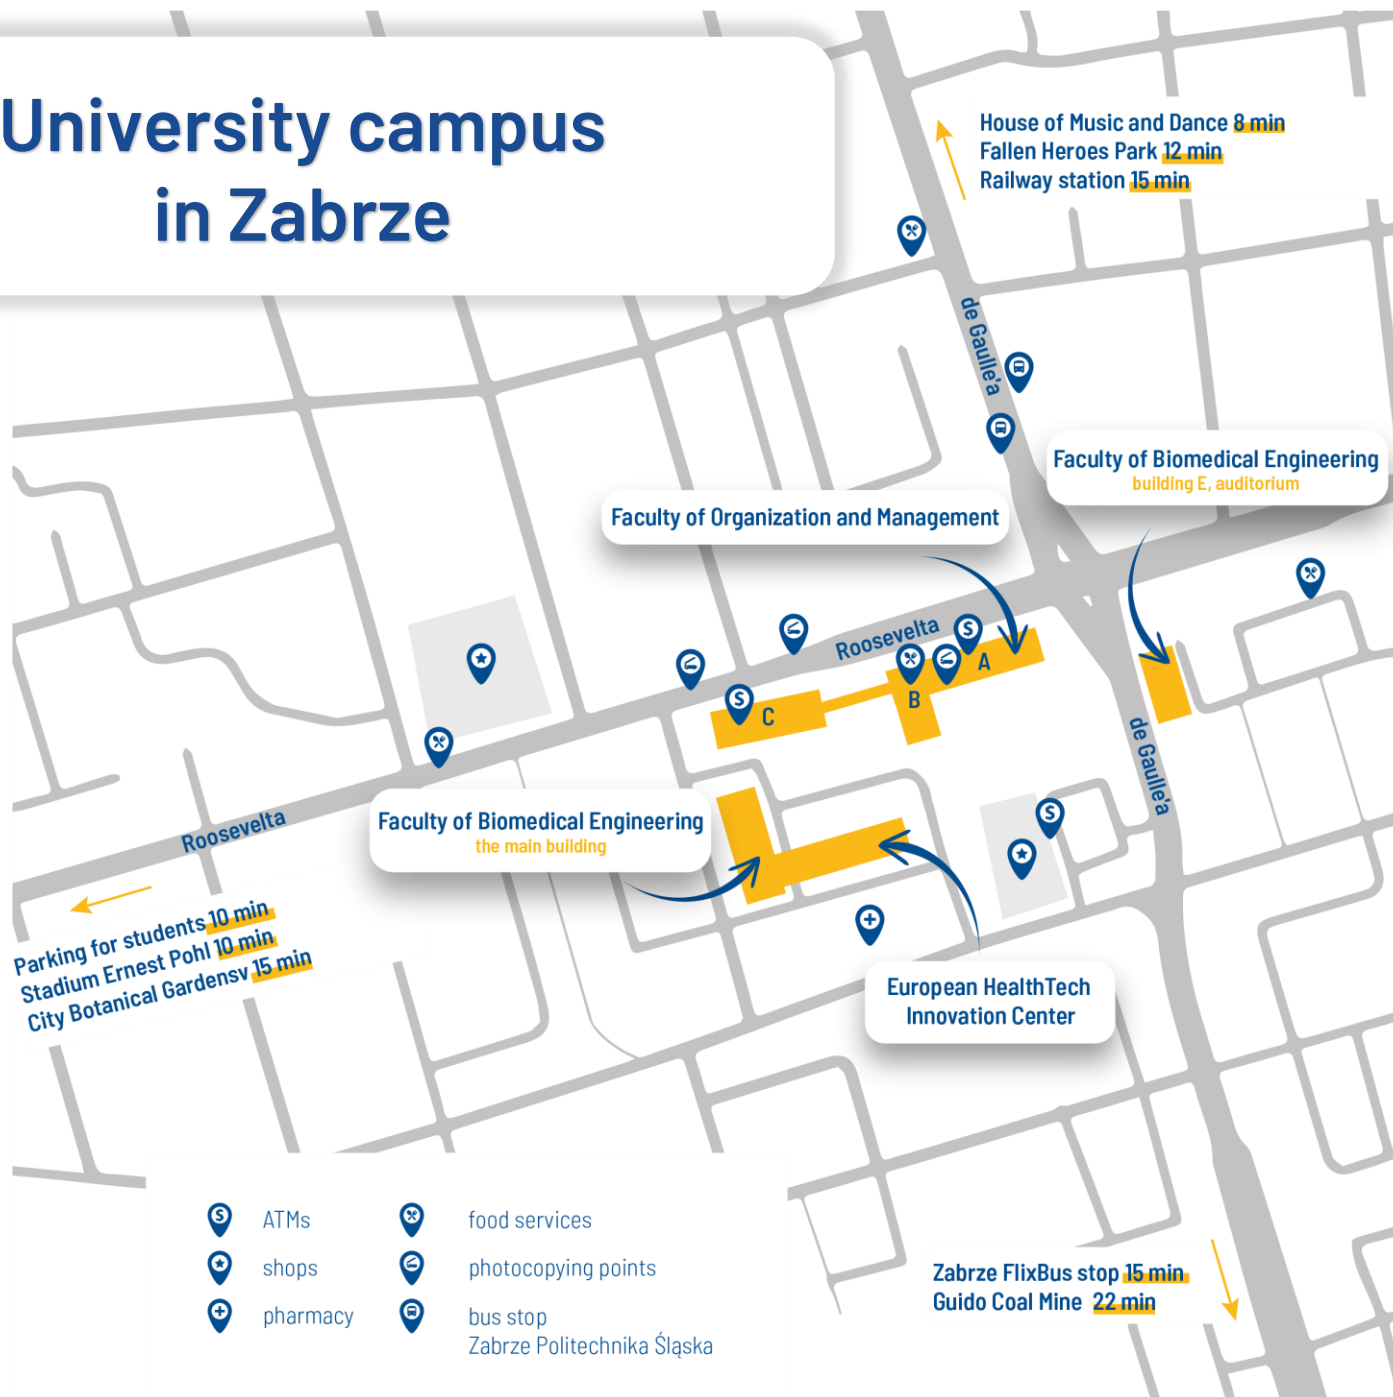 University campus
in Zabrze
House of Music and Dance 8 min
Fallen Heroes Park 12 min
Railway station 15 min
de Gaulle'a
Faculty of Biomedical Engineering
building E, auditorium
Faculty of Organization and Management
Roosevelta
A
B
C
de Gaulle'a
Faculty of Biomedical Engineering
the main building
Roosevelta
Parking for students 10 min
Stadium Ernest Pohl 10 min
City Botanical Gardensv 15 min
European HealthTech
Innovation Center
ATMs
food services
shops
photocopying points
pharmacy
bus stop
Zabrze Politechnika Śląska
Zabrze FlixBus stop 15 min
Guido Coal Mine 22 min